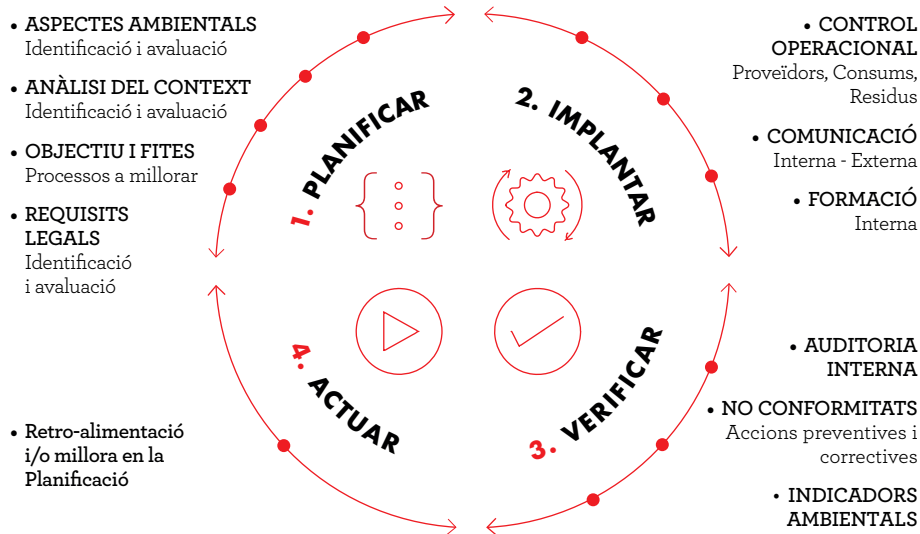 • ASPECTES AMBIENTALS
Identificació i avaluació
• ANÀLISI DEL CONTEXT
Identificació i avaluació
• OBJECTIU I FITES
Processos a millorar
• REQUISITS
LEGALS
Identificació
i avaluació
1. PLANIFICAR
2. IMPLANTAR
• CONTROL
OPERACIONAL
Proveïdors, Consums,
Residus
• COMUNICACIÓ
Interna - Externa
• FORMACIÓ
Interna
3. VERIFICAR
• AUDITORIA
INTERNA
• NO CONFORMITATS
Accions preventives i
correctives
• INDICADORS
AMBIENTALS
4. ACTUAR
• Retro-alimentació
i/o millora en la
Planificació